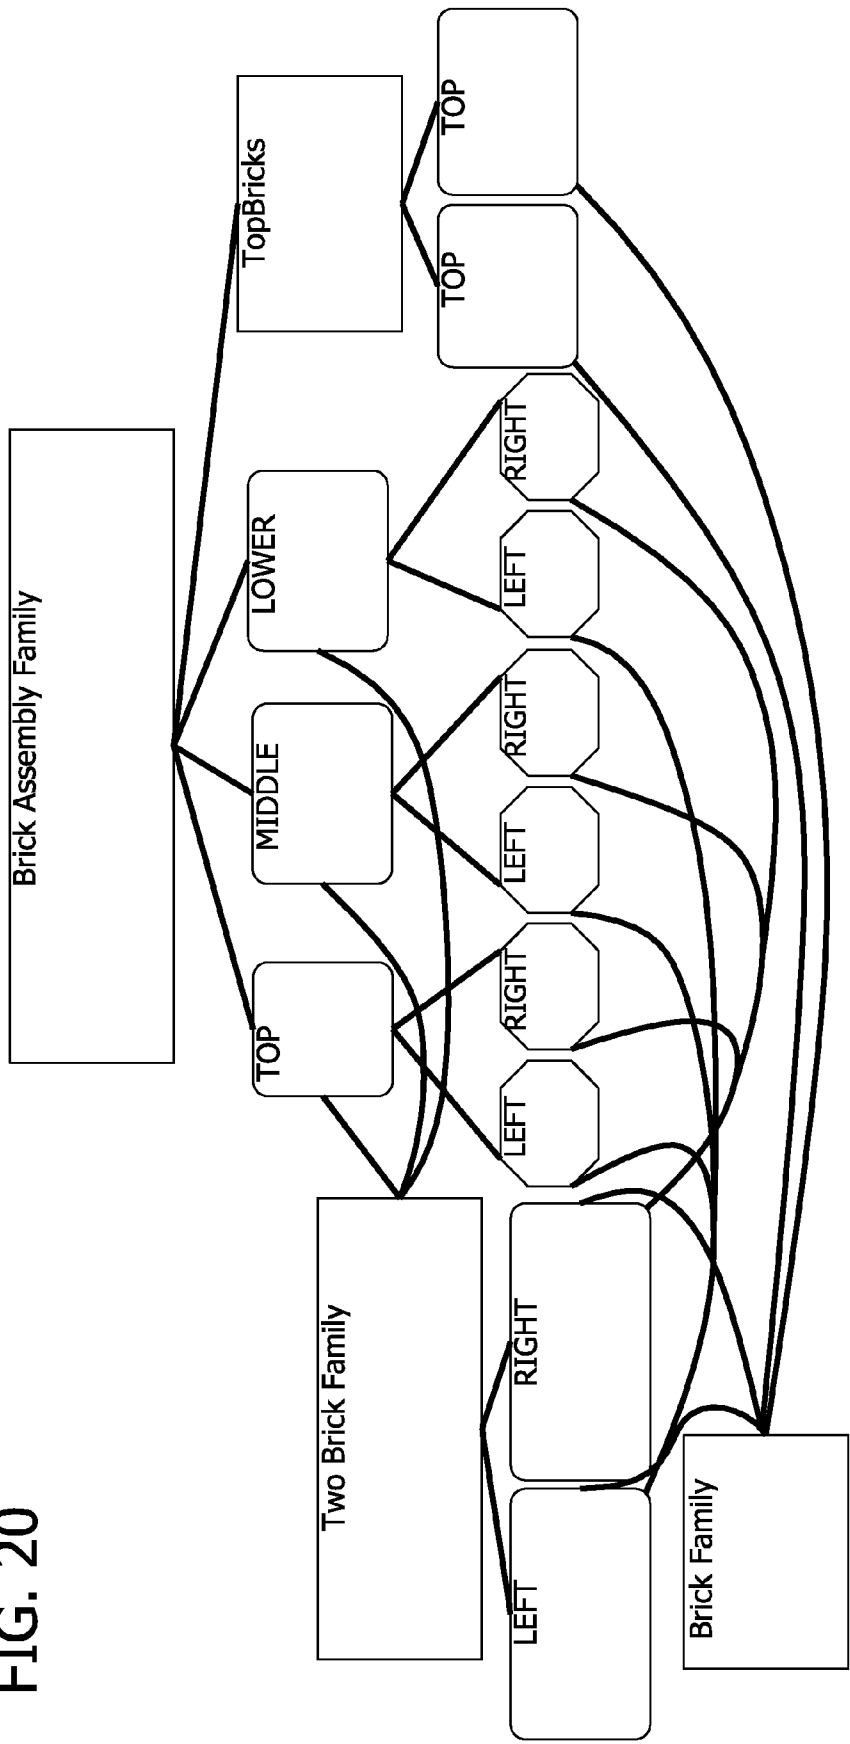 FIG. 20
Brick Assembly Family
TOP
MIDDLE
LOWER
TopBricks
Two Brick Family
TOP
TOP
LEFT
RIGHT
LEFT
RIGHT
LEFT
RIGHT
LEFT
RIGHT
Brick Family